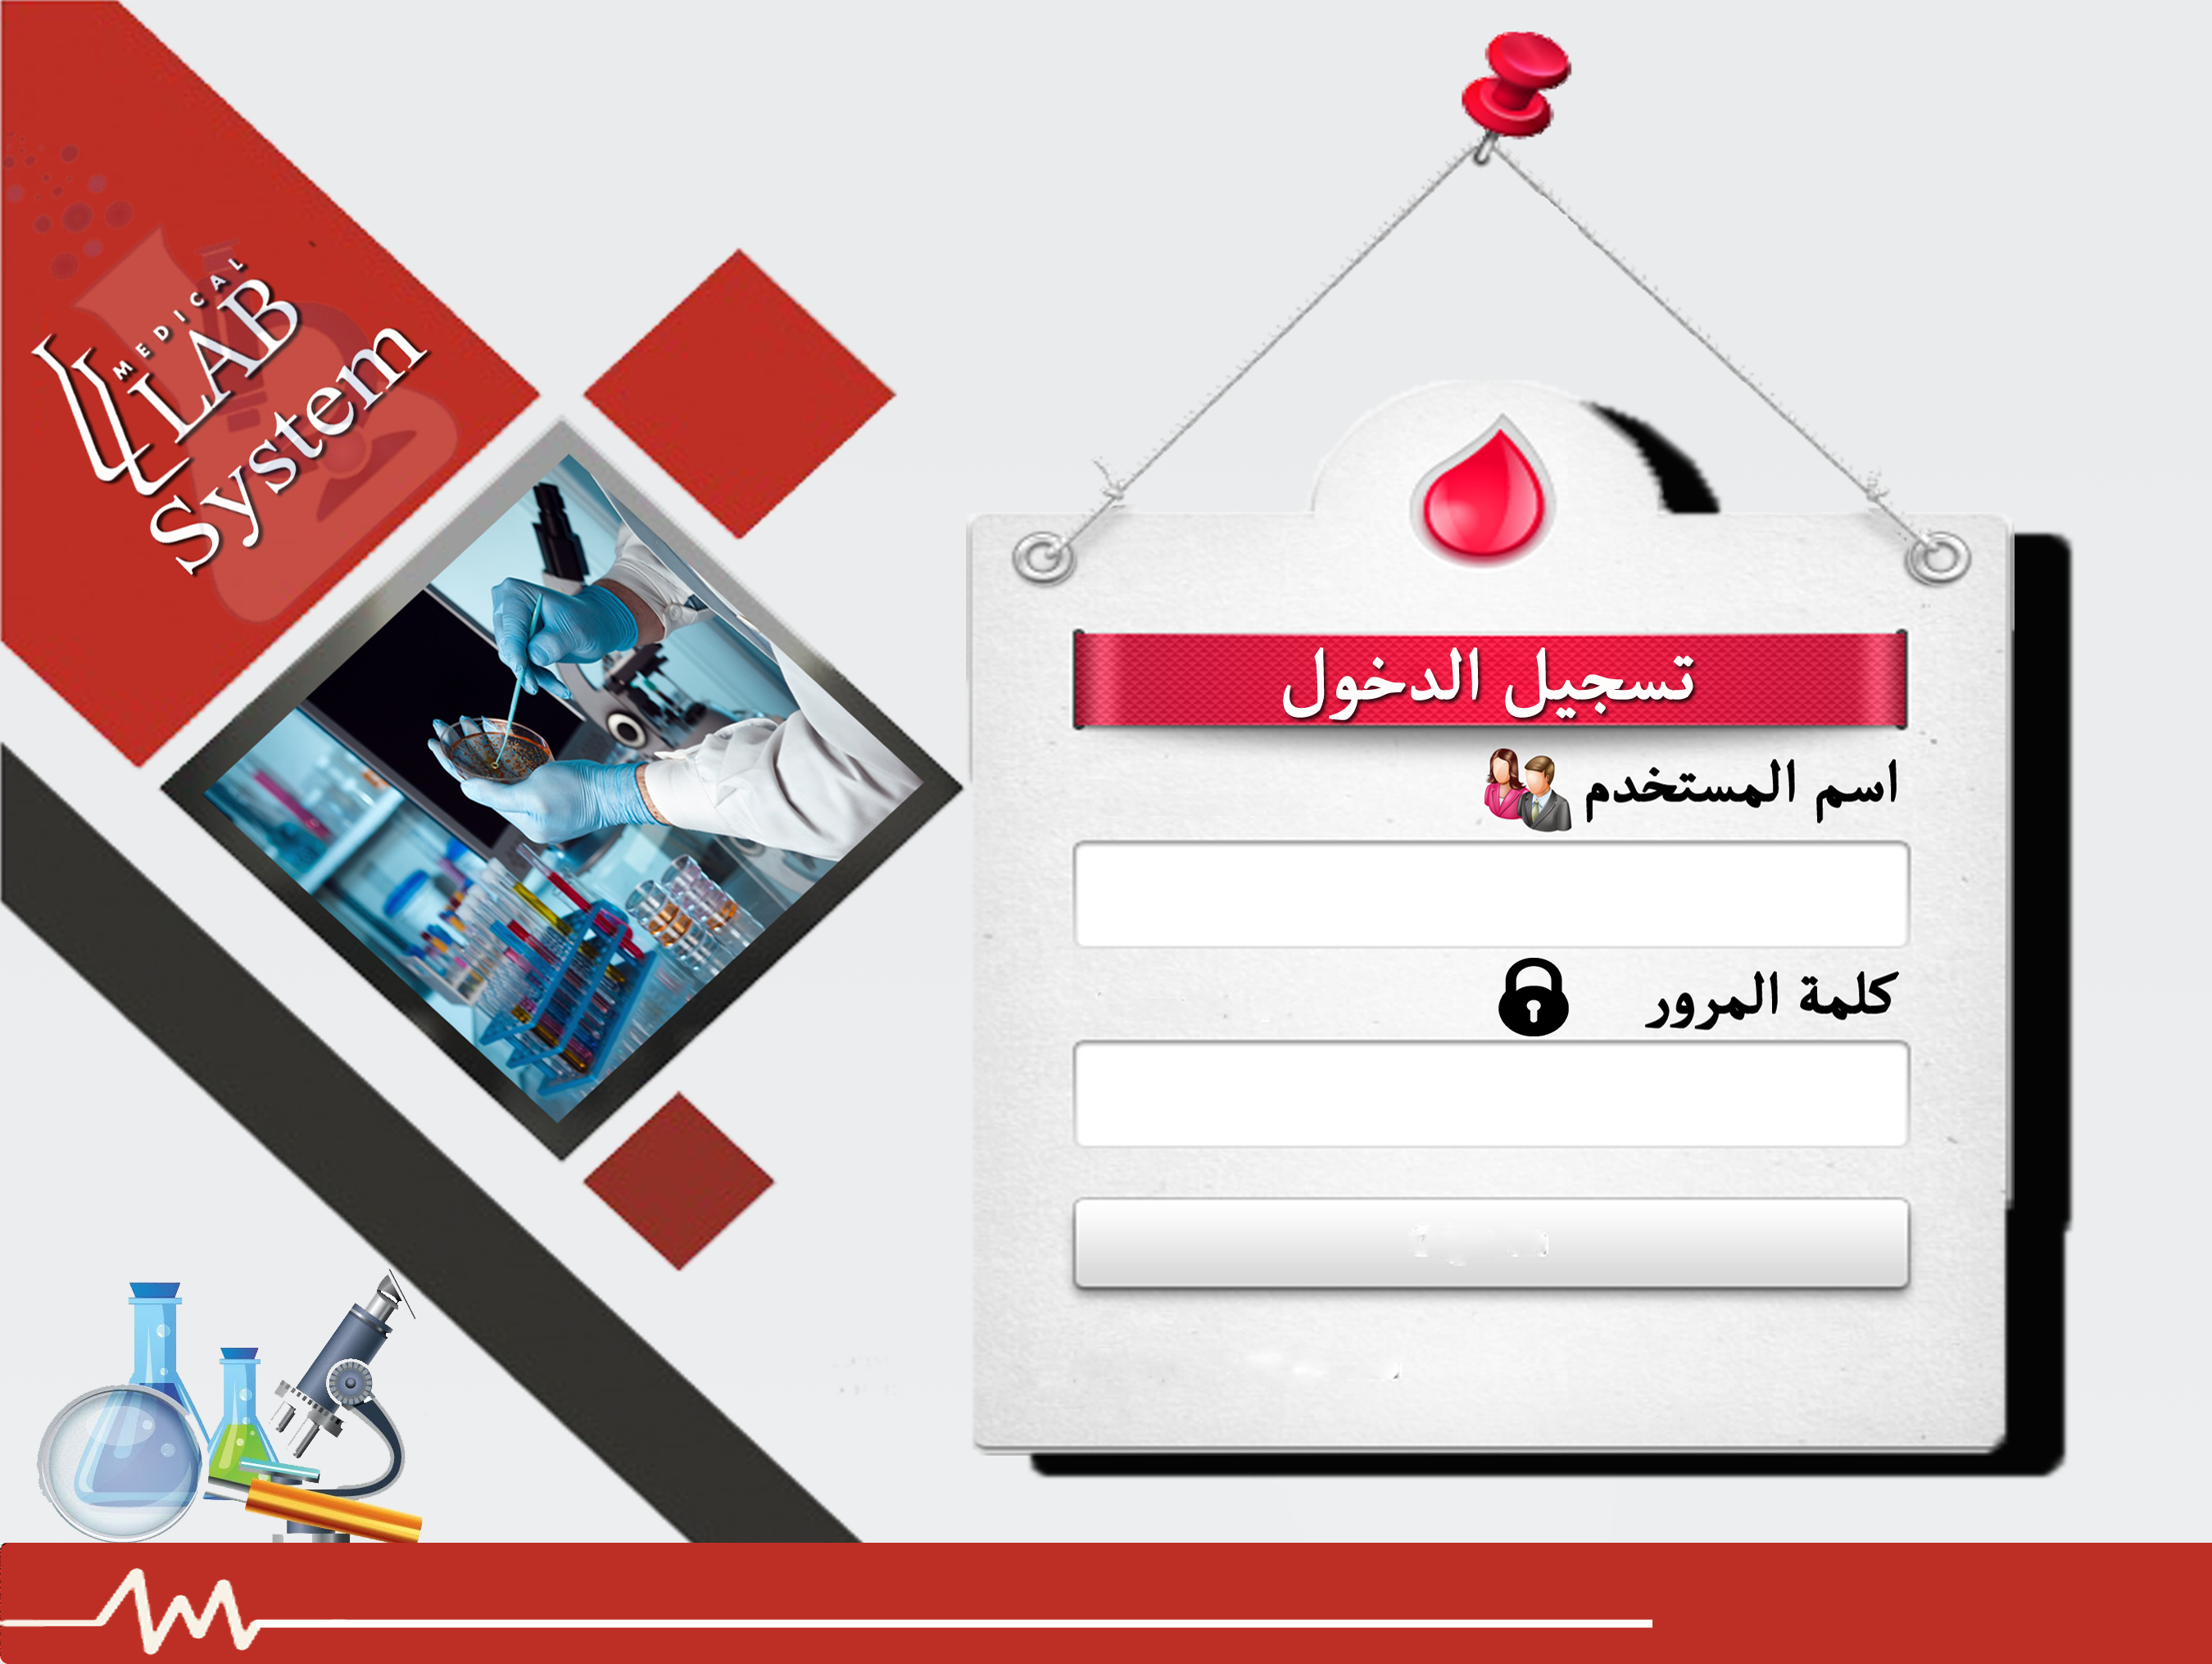 MEDICAL
LAB
System
تسجيل الدخول
اسم المستخدم
كلمة المرور